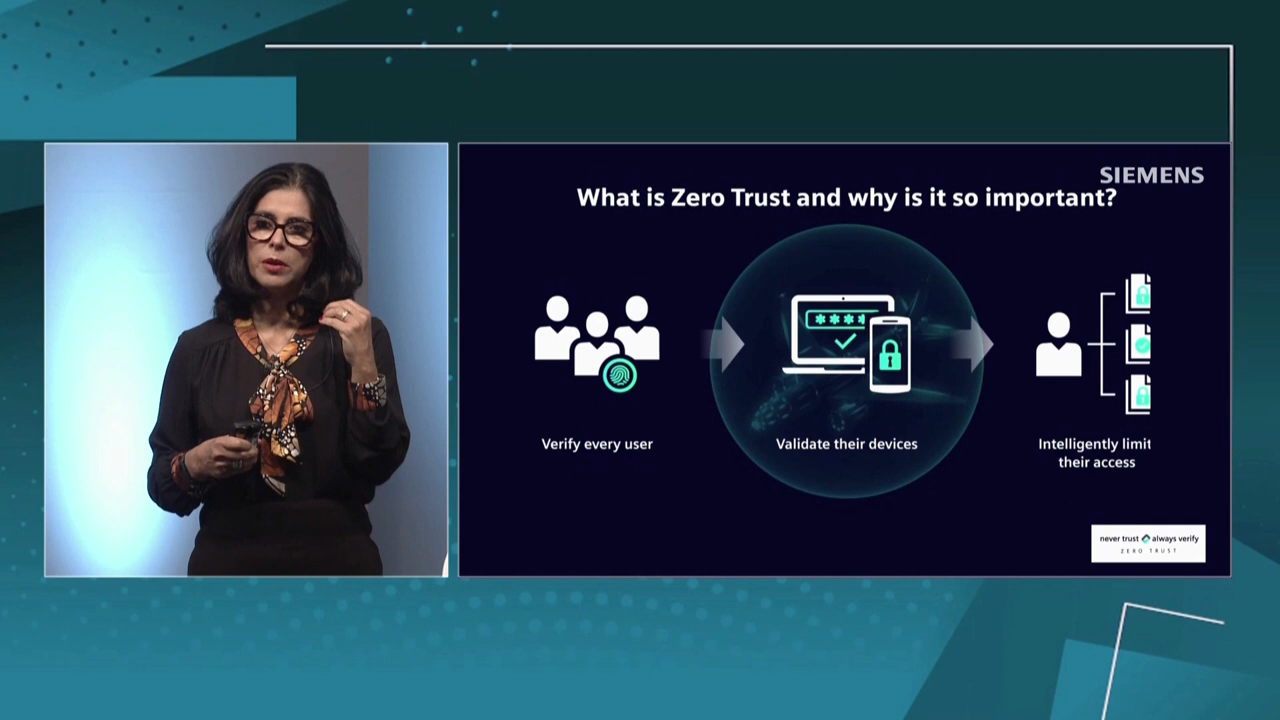 SIEMENS
What is Zero Trust and why is it so important?
****
Verify every user
Validate their devices
Intelligently limit
their access
never trust always verify
ZERO TRUST